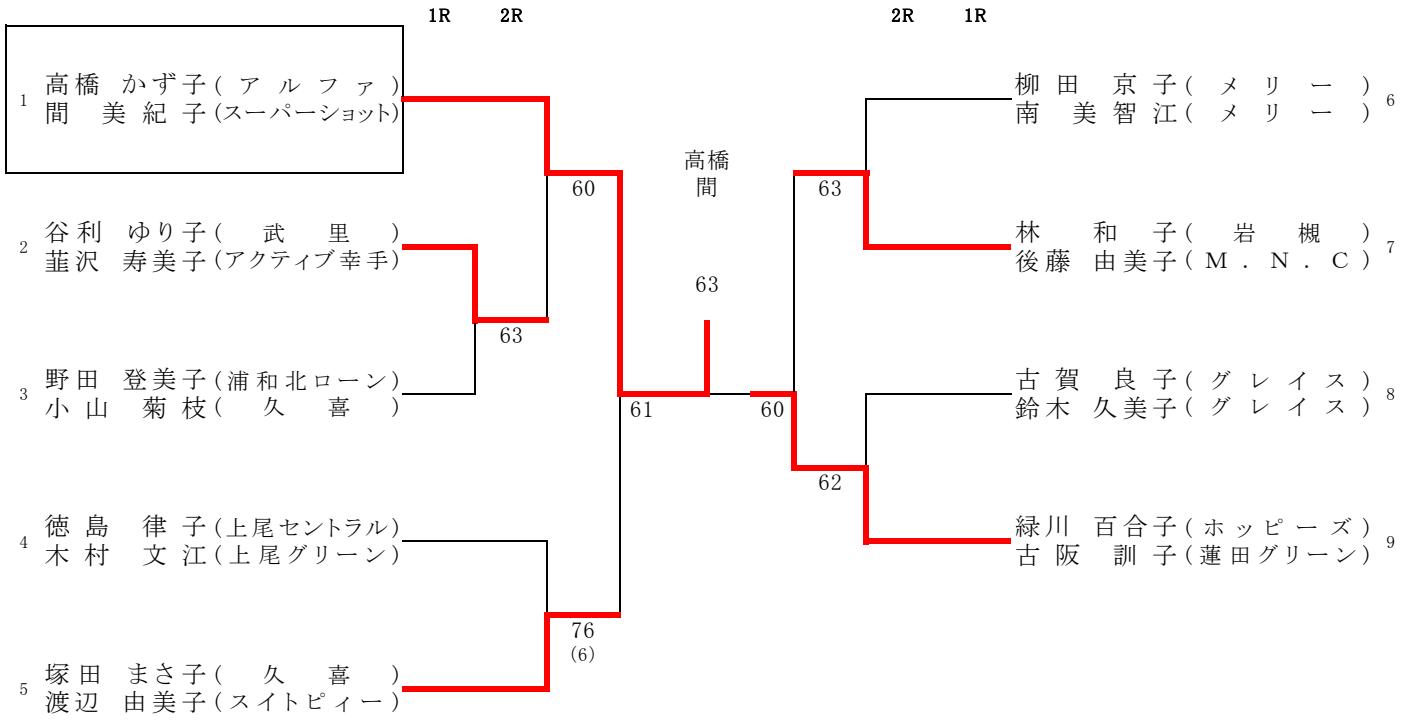 1R 2R
2R 1R
1 高橋 かず子(アルファ)
間 美紀子(スーパーショット)
60
2 谷利 ゆり子(武里)
韮沢 寿美子(アクティブ幸手)
63
3 野田 登美子(浦和北ローン)
小山 菊枝(久喜)
61
4 徳島 律子(上尾セントラル)
木村 文江(上尾グリーン)
76
(6)
5 塚田 まさ子(久喜)
渡辺 由美子(スイトピィー)
高橋
間
63
柳田 京子(メリー) 6
南 美智江(メリー)
63
林 和子(岩槻) 7
後藤 由美子(M.N.C)
60
古賀 良子(グレイス) 8
鈴木 久美子(グレイス)
62
緑川 百合子(ホッピーズ) 9
古阪 訓子(蓮田グリーン)